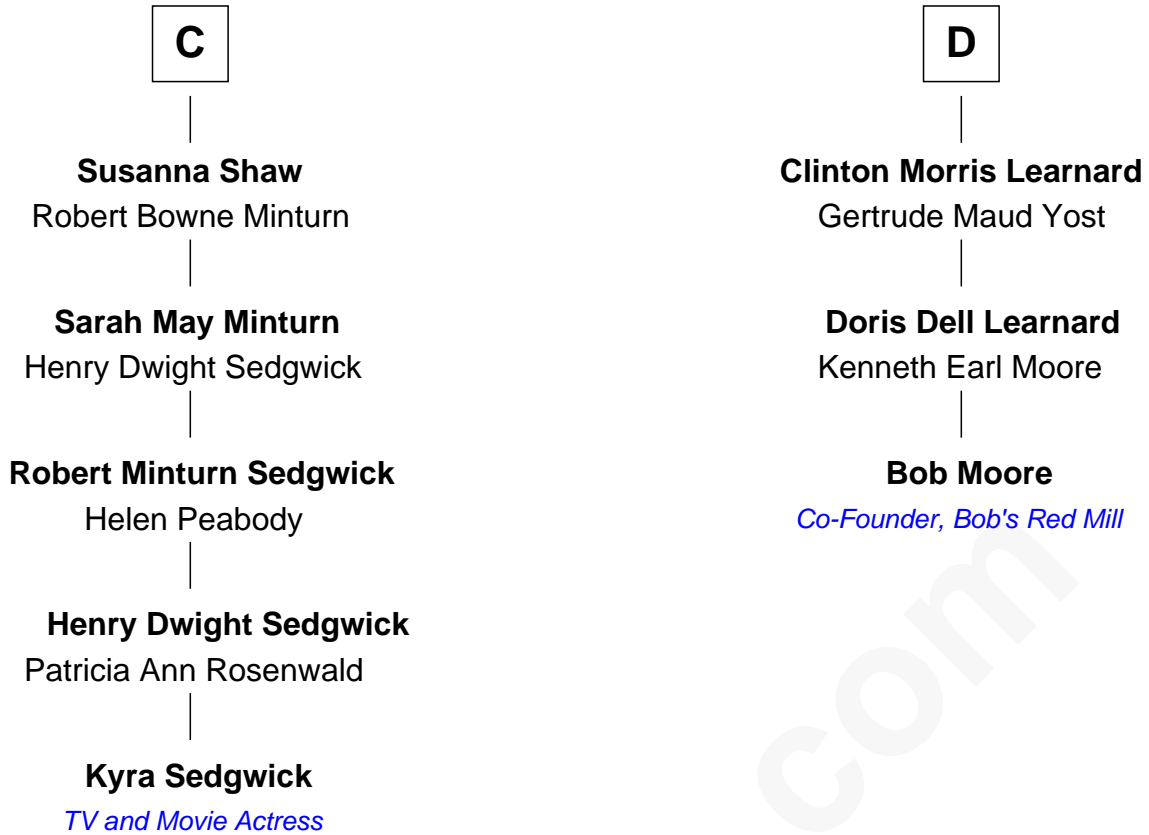 C
Susanna Shaw
Robert Bowne Minturn
Sarah May Minturn
Henry Dwight Sedgwick
Robert Minturn Sedgwick
Helen Peabody
Henry Dwight Sedgwick
Patricia Ann Rosenwald
Kyra Sedgwick
TV and Movie Actress
D
Clinton Morris Learnard
Gertrude Maud Yost
Doris Dell Learnard
Kenneth Earl Moore
Bob Moore
Co-Founder, Bob's Red Mill
com